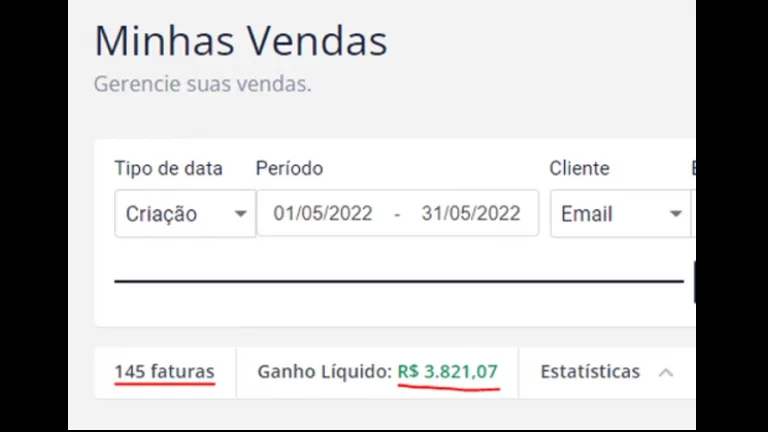 Minhas Vendas
Gerencie suas vendas.
Tipo de data Período Cliente
Criação 01/05/2022 - 31/05/2022 Email
145 faturas Ganho Líquido: R$ 3.821,07 Estatísticas